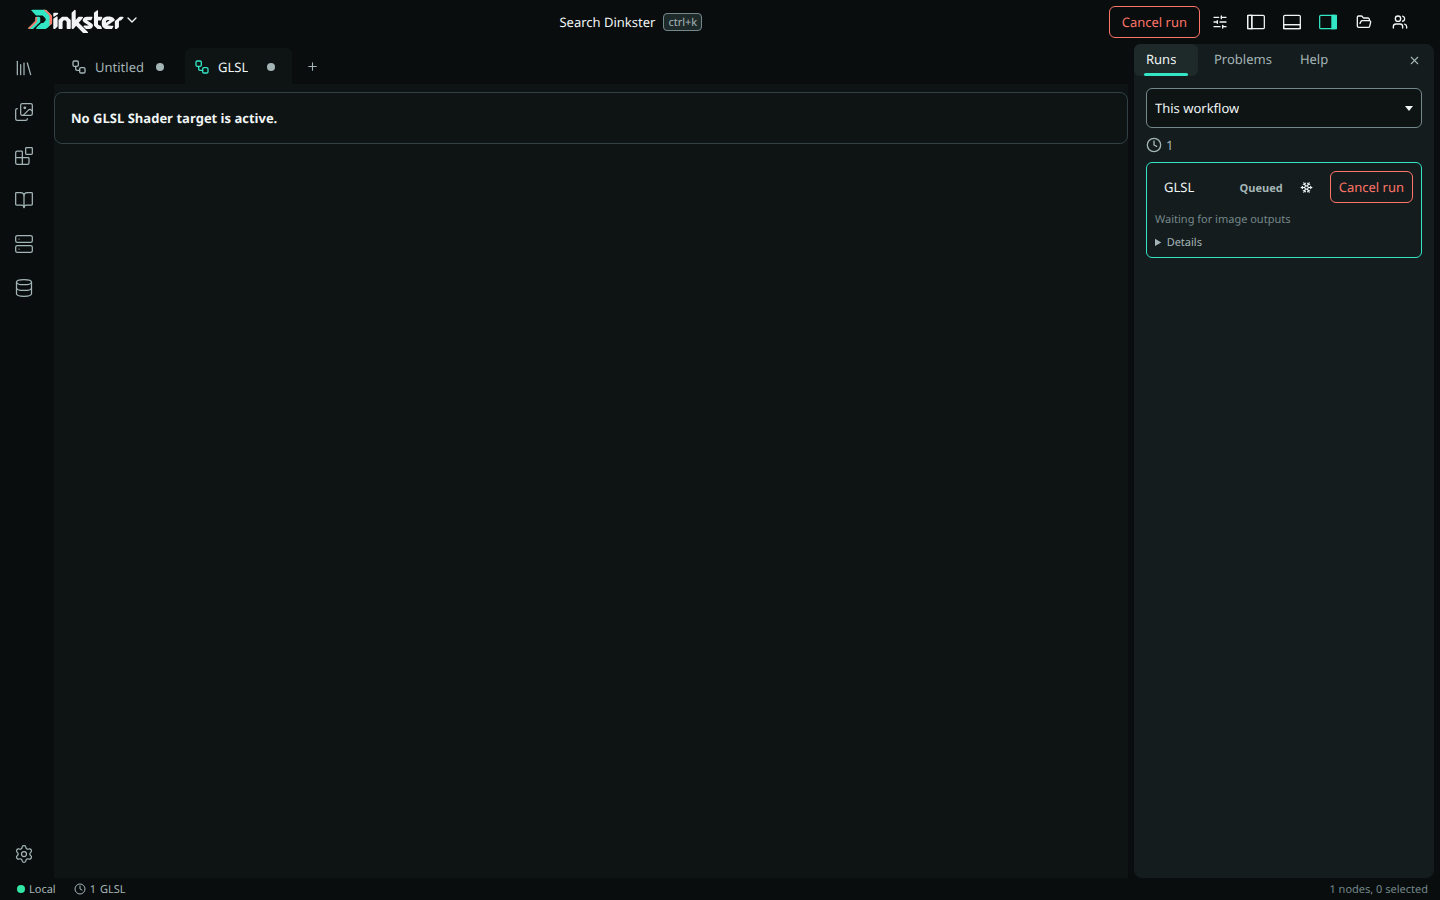 Dinkster
Search Dinkster ctrl+k
Cancel run
Untitled
GLSL
Runs
Problems
Help
No GLSL Shader target is active.
This workflow
1
GLSL
Queued
Cancel run
Waiting for image outputs
Details
Local
1 GLSL
1 nodes, 0 selected